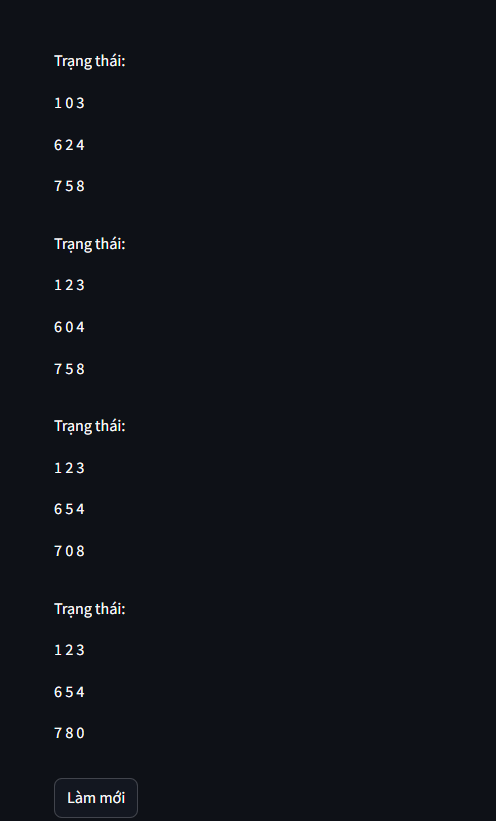 Trạng thái:
1 0 3
6 2 4
7 5 8
Trạng thái:
1 2 3
6 0 4
7 5 8
Trạng thái:
1 2 3
6 5 4
7 0 8
Trạng thái:
1 2 3
6 5 4
7 8 0
Làm mới